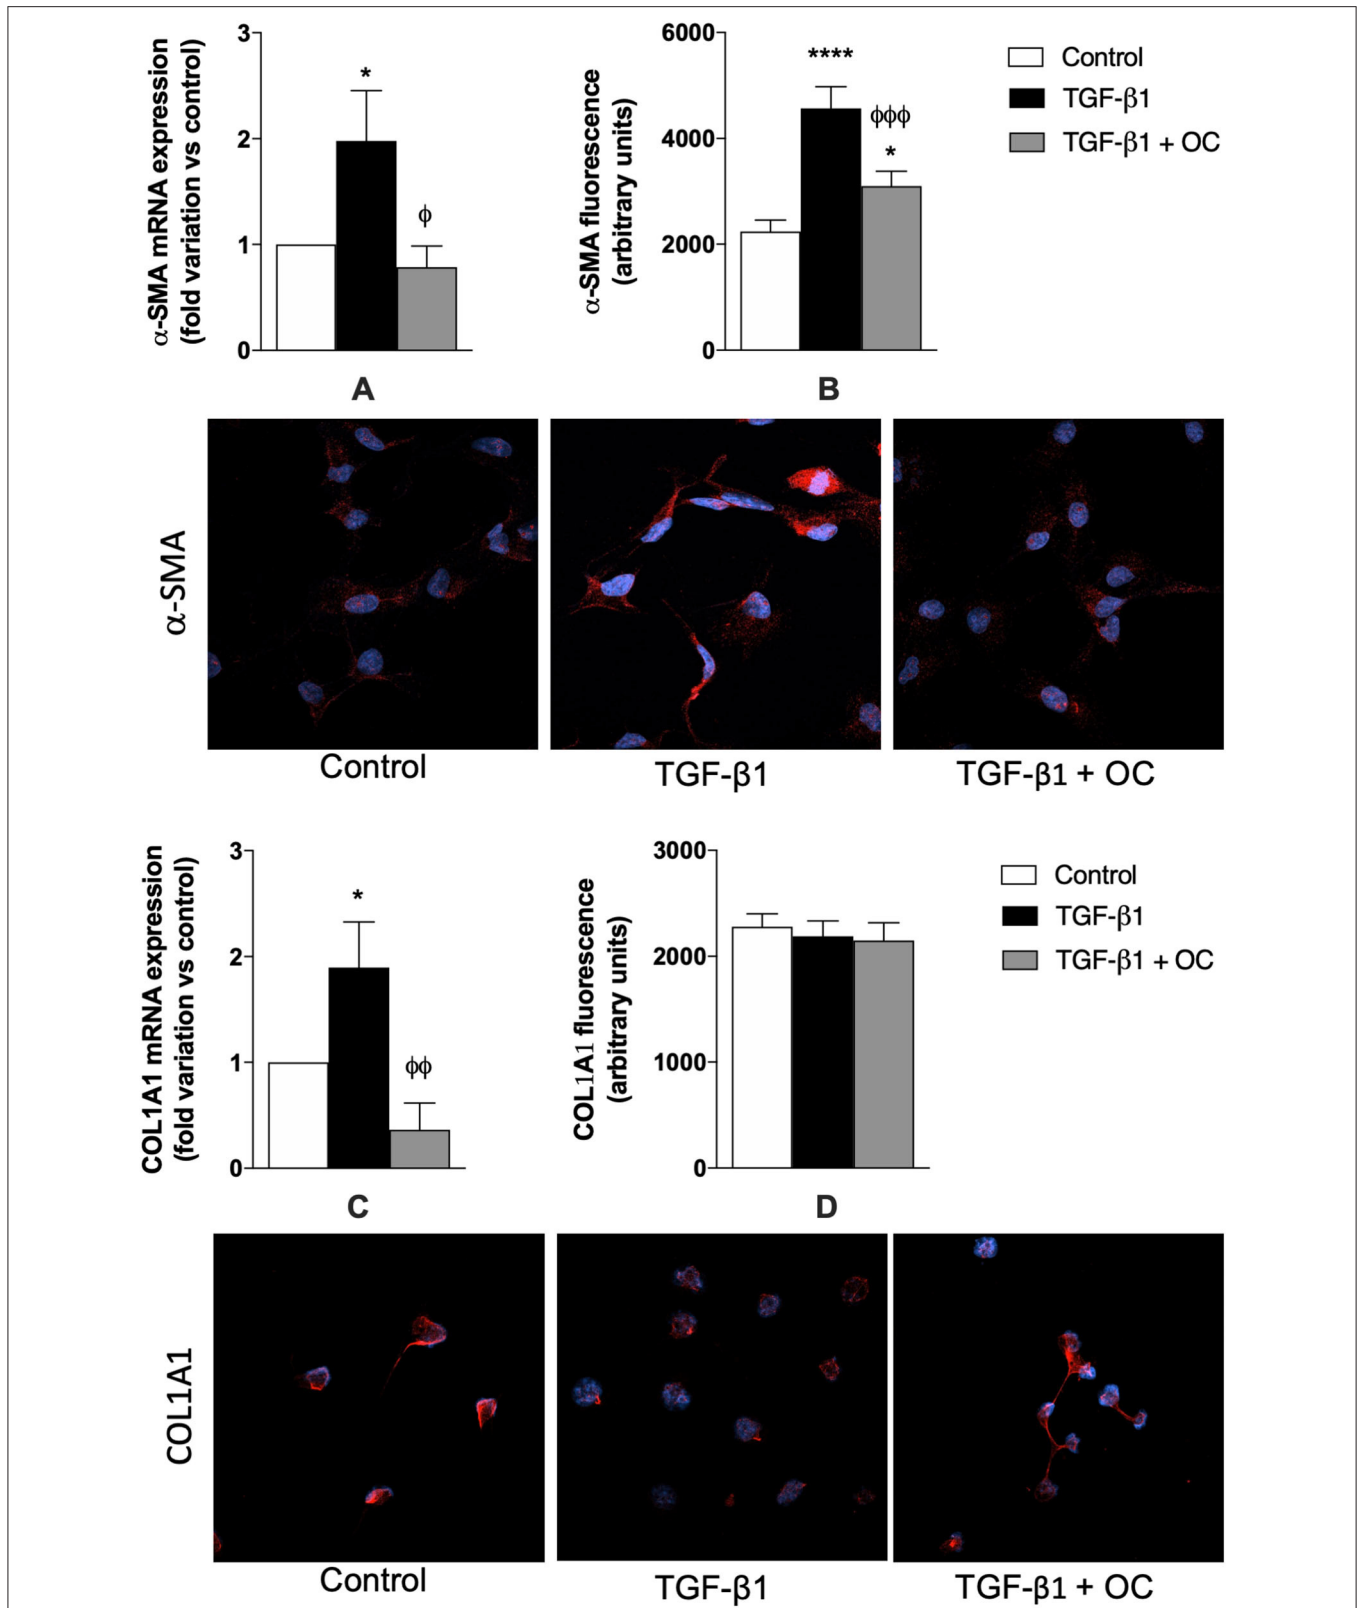 α-SMA mRNA expression
(fold variation vs control)
3
2
1
0
*
ϕ
A
α-SMA fluorescence
(arbitrary units)
6000
4000
2000
0
****
ϕϕϕ
*
B
Control
TGF-β1
TGF-β1 + OC
α-SMA
Control
TGF-β1
TGF-β1 + OC
COL1A1 mRNA expression
(fold variation vs control)
3
2
1
0
*
ϕϕ
C
COL1A1 fluorescence
(arbitrary units)
3000
2000
1000
0
D
Control
TGF-β1
TGF-β1 + OC
COL1A1
Control
TGF-β1
TGF-β1 + OC